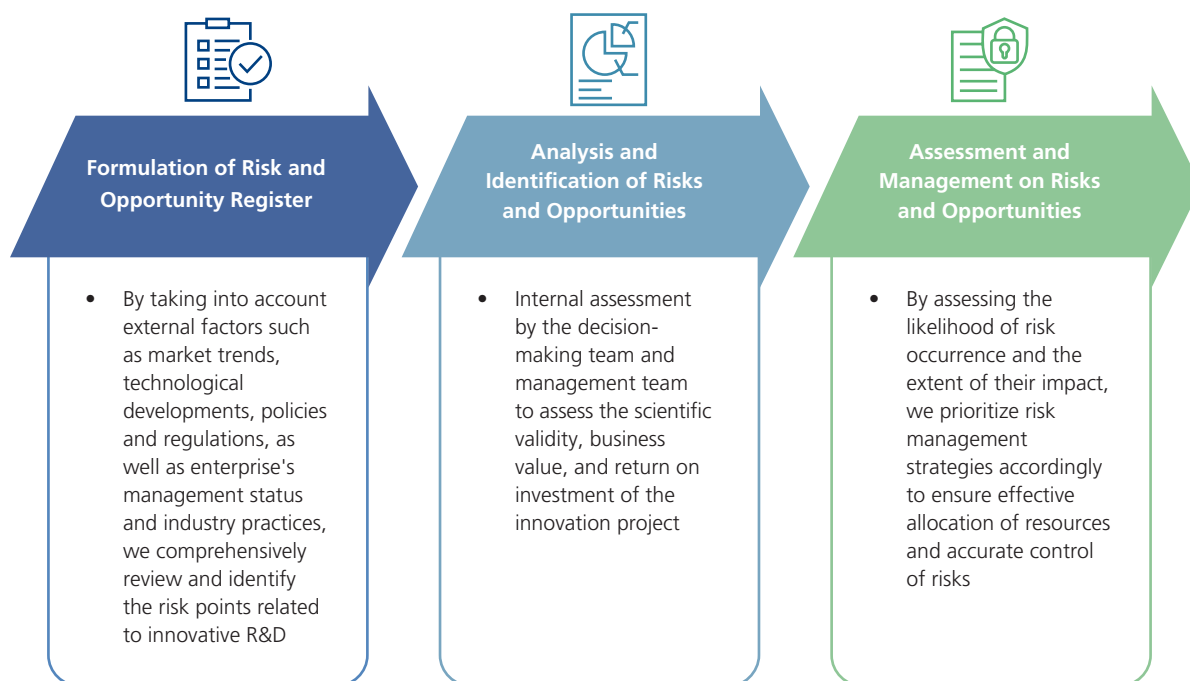 Formulation of Risk and
Opportunity Register
• By taking into account
external factors such
as market trends,
technological
developments, policies
and regulations, as
well as enterprise's
management status
and industry practices,
we comprehensively
review and identify
the risk points related
to innovative R&D
Analysis and
Identification of Risks
and Opportunities
• Internal assessment
by the decision-
making team and
management team
to assess the scientific
validity, business
value, and return on
investment of the
innovation project
Assessment and
Management on Risks
and Opportunities
• By assessing the
likelihood of risk
occurrence and the
extent of their impact,
we prioritize risk
management
strategies accordingly
to ensure effective
allocation of resources
and accurate control
of risks